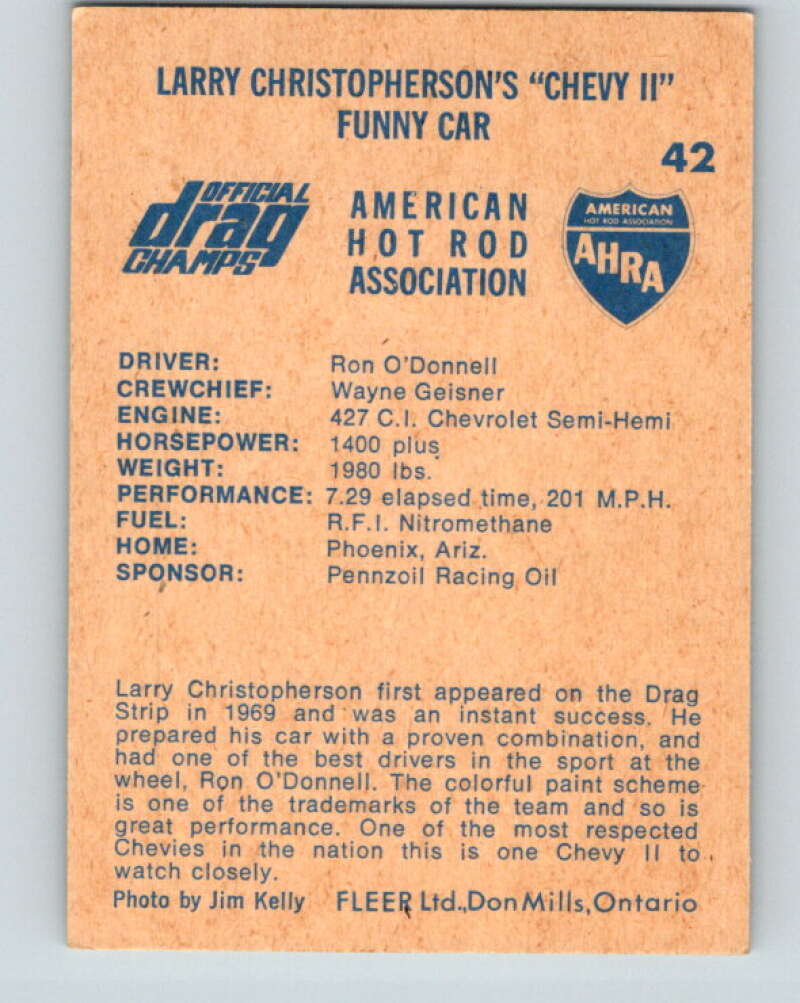 LARRY CHRISTOPHERSON'S "CHEVY II"
FUNNY CAR
42
OFFICIAL
drag
CHAMPS
AMERICAN
HOT ROD
ASSOCIATION
AMERICAN
HOT ROD ASSOCIATION
AHRA
DRIVER: Ron O'Donnell
CREWCHIEF: Wayne Geisner
ENGINE: 427 C.I. Chevrolet Semi-Hemi
HORSEPOWER: 1400 plus
WEIGHT: 1980 lbs.
PERFORMANCE: 7.29 elapsed time, 201 M.P.H.
FUEL: R.F.I. Nitromethane
HOME: Phoenix, Ariz.
SPONSOR: Pennzoil Racing Oil
Larry Christopherson first appeared on the Drag
Strip in 1969 and was an instant success. He
prepared his car with a proven combination, and
had one of the best drivers in the sport at the
wheel, Ron O'Donnell. The colorful paint scheme
is one of the trademarks of the team and so is
great performance. One of the most respected
Chevies in the nation this is one Chevy II to
watch closely.
Photo by Jim Kelly FLEER Ltd., Don Mills, Ontario